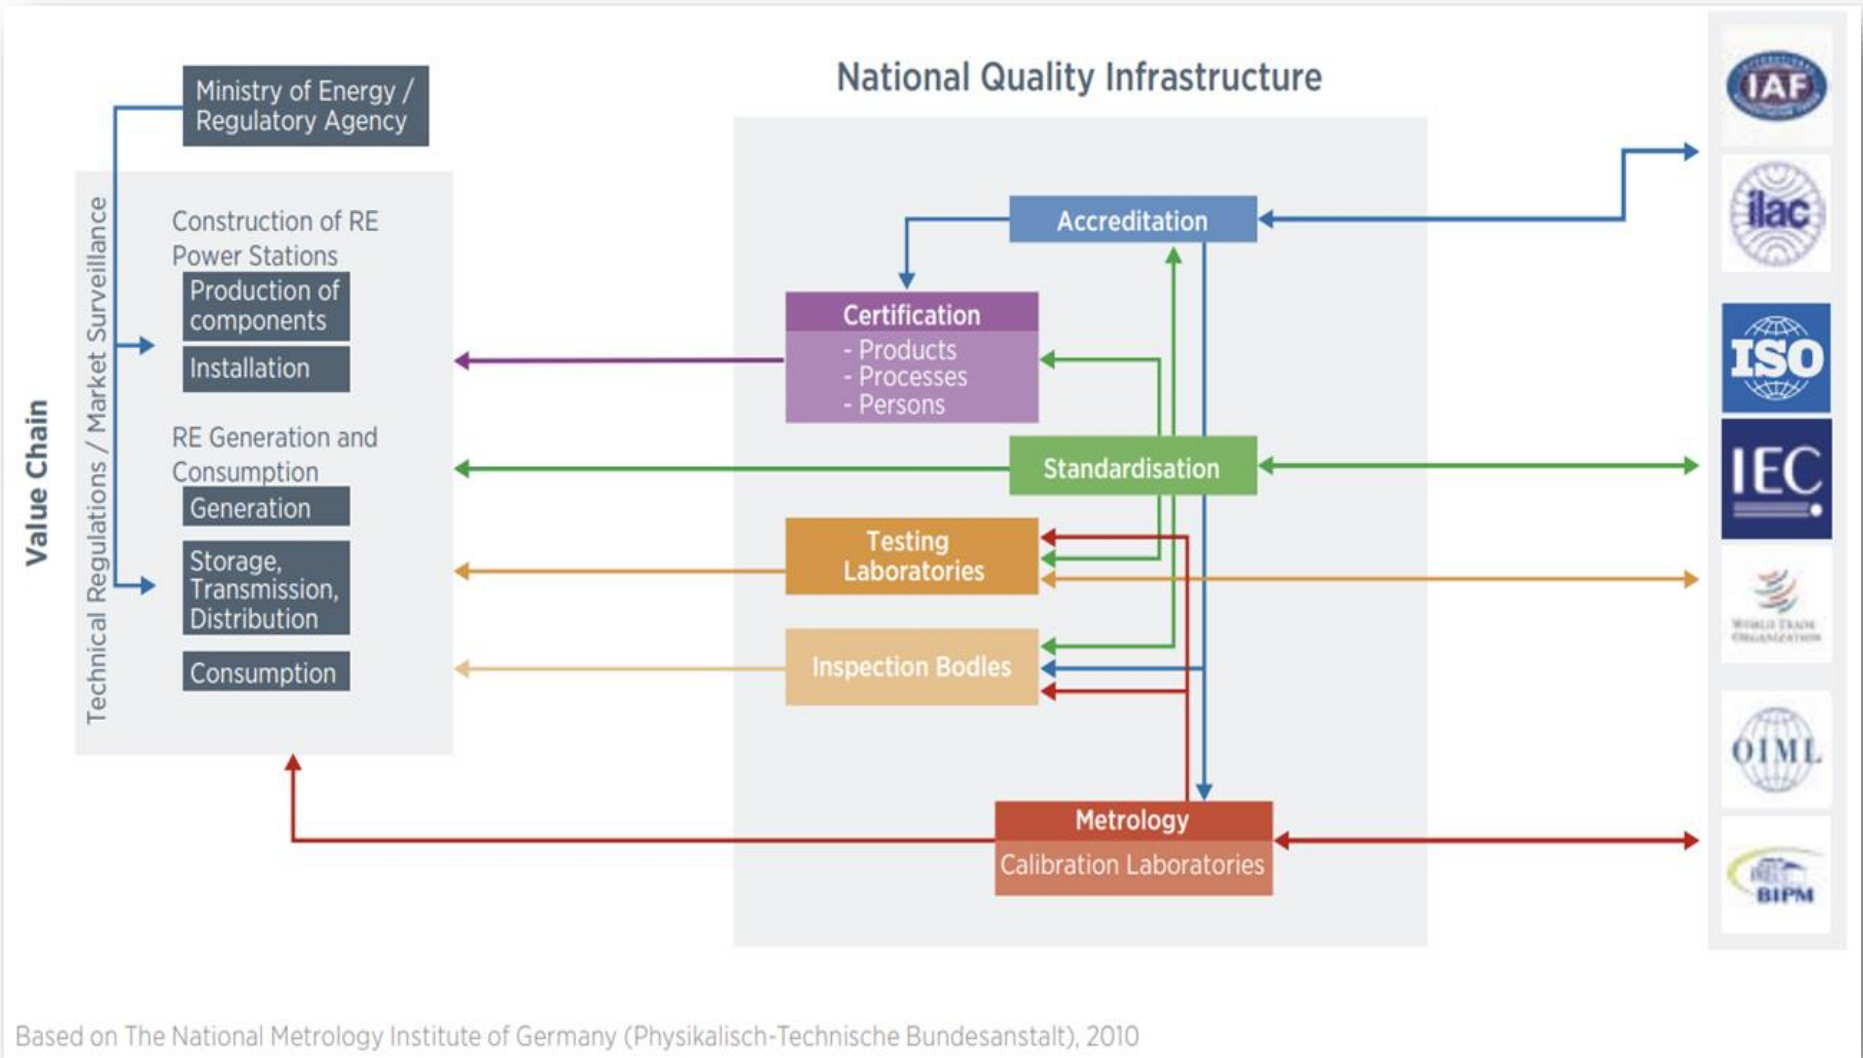 National Quality Infrastructure
Ministry of Energy /
Regulatory Agency
Value Chain
Technical Regulations / Market Surveillance
Construction of RE
Power Stations
Production of
components
Installation
RE Generation and
Consumption
Generation
Storage,
Transmission,
Distribution
Consumption
Accreditation
Certification
- Products
- Processes
- Persons
Standardisation
Testing
Laboratories
Inspection Bodles
Metrology
Calibration Laboratories
IAF
ilac
ISO
IEC
WORLD TRADE
ORGANIZATION
OIML
BIPM
Based on The National Metrology Institute of Germany (Physikalisch-Technische Bundesanstalt), 2010